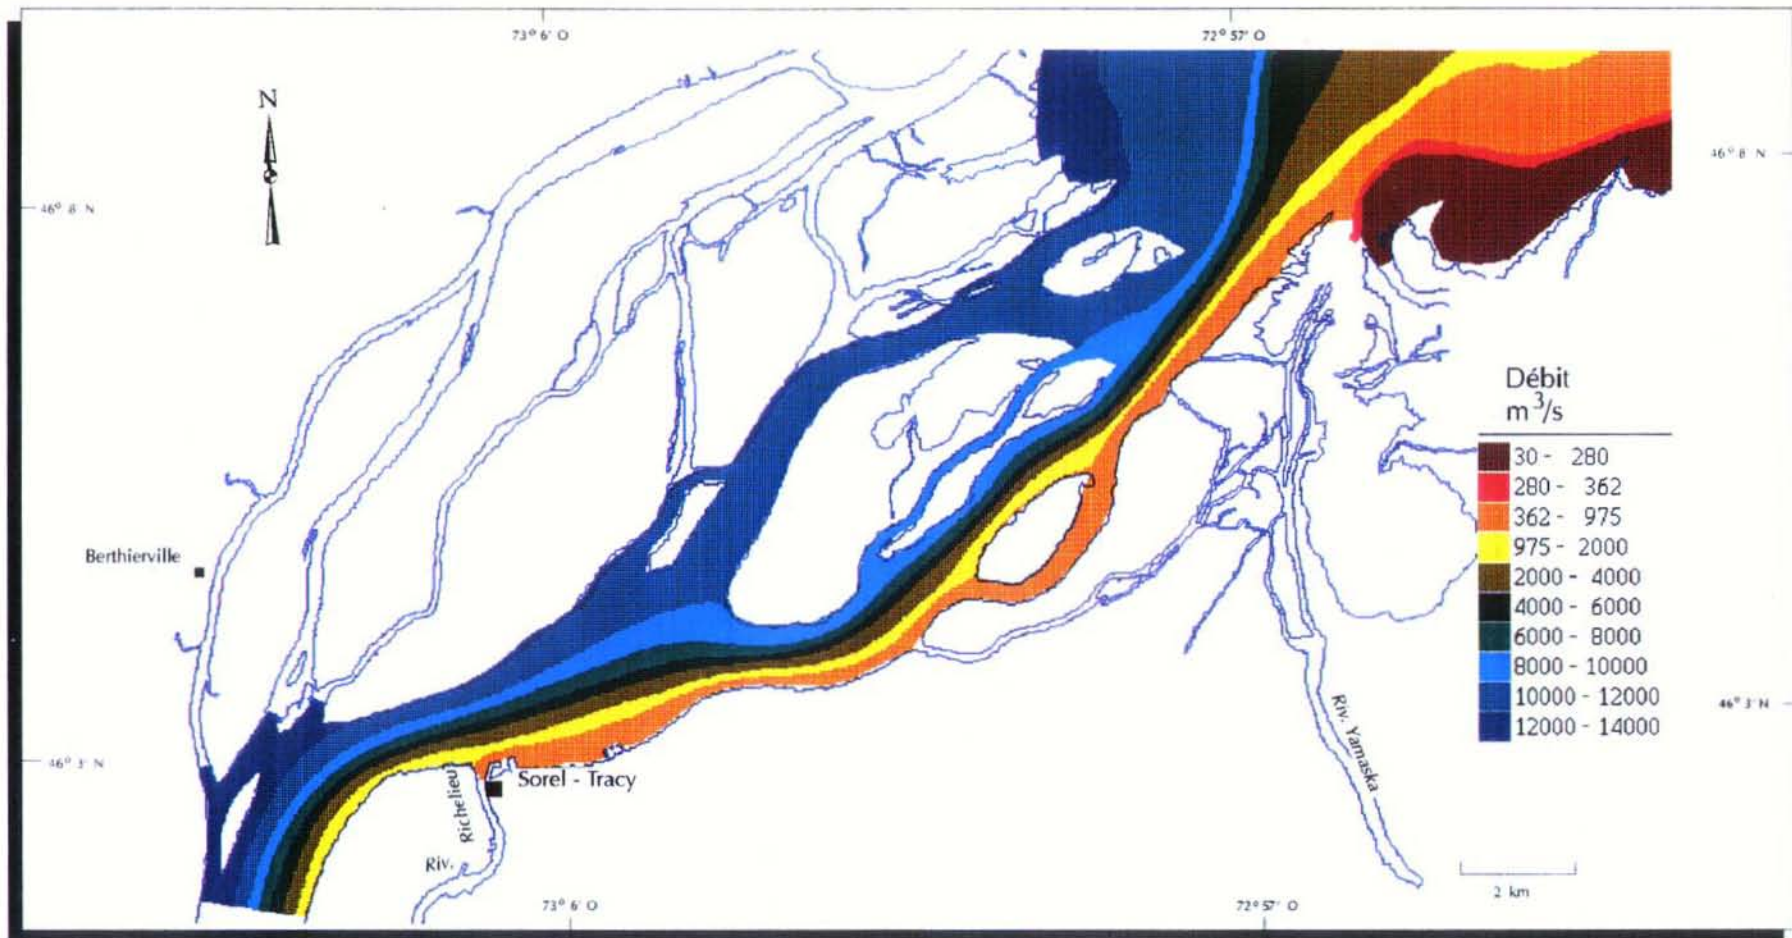 73° 6' O
72° 57' O
N
46° 8' N
46° 8' N
Débit
m³/s
30 - 280
280 - 362
362 - 975
975 - 2000
2000 - 4000
4000 - 6000
6000 - 8000
8000 - 10000
10000 - 12000
12000 - 14000
Berthierville
46° 3' N
46° 3' N
Sorel - Tracy
Riv. Richelieu
Riv. Yamaska
2 km
73° 6' O
72° 57' O